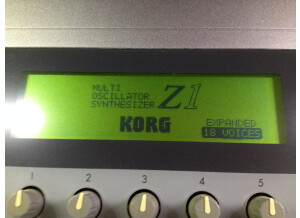 MULTI
OSCILLATOR
SYNTHESIZER
Z1
KORG
EXPANDED
18 VOICES
1 2 3 4 5